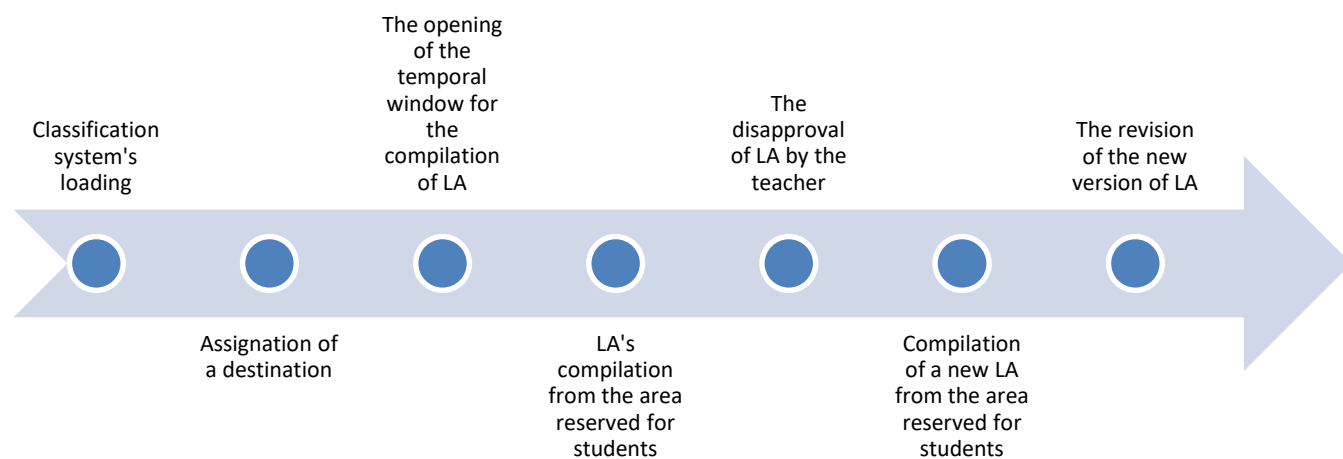 Classification
system's
loading
Assignation of
a destination
The opening
of the
temporal
window for
the
compilation
of LA
LA's
compilation
from the area
reserved for
students
The
disapproval
of LA by the
teacher
Compilation
of a new LA
from the area
reserved for
students
The revision
of the new
version of LA